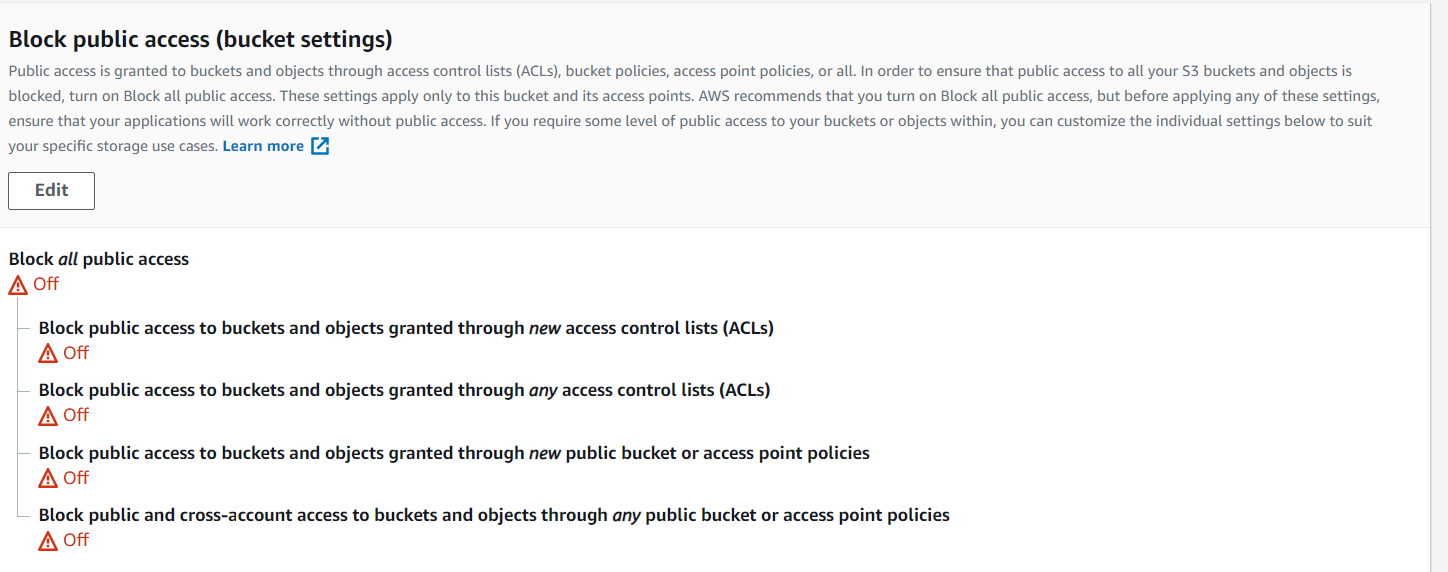 Block public access (bucket settings)
Public access is granted to buckets and objects through access control lists (ACLs), bucket policies, access point policies, or all. In order to ensure that public access to all your S3 buckets and objects is
blocked, turn on Block all public access. These settings apply only to this bucket and its access points. AWS recommends that you turn on Block all public access, but before applying any of these settings,
ensure that your applications will work correctly without public access. If you require some level of public access to your buckets or objects within, you can customize the individual settings below to suit
your specific storage use cases. Learn more
Edit
Block all public access
Off
Block public access to buckets and objects granted through new access control lists (ACLs)
Off
Block public access to buckets and objects granted through any access control lists (ACLs)
Off
Block public access to buckets and objects granted through new public bucket or access point policies
Off
Block public and cross-account access to buckets and objects through any public bucket or access point policies
Off